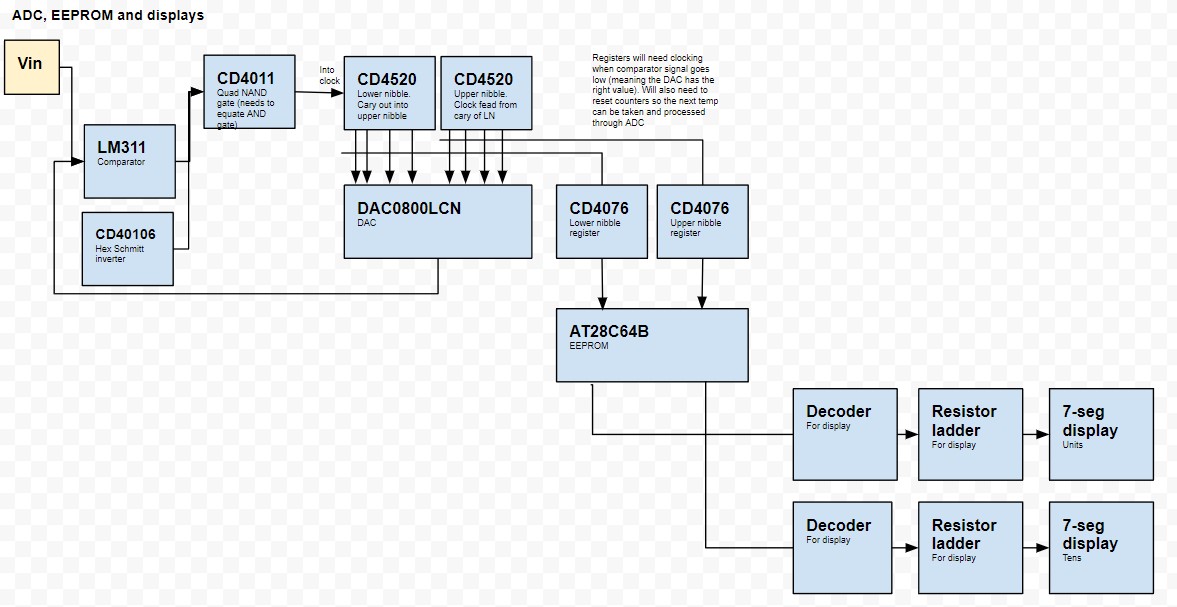 ADC, EEPROM and displays
Vin
LM311
Comparator
CD40106
Hex Schmitt
inverter
CD4011
Quad NAND
gate (needs to
equate AND
gate)
Into
clock
CD4520
Lower nibble.
Cary out into
upper nibble
CD4520
Upper nibble.
Clock fead from
cary of LN
Registers will need clocking
when comparator signal goes
low (meaning the DAC has the
right value). Will also need to
reset counters so the next temp
can be taken and processed
through ADC
DAC0800LCN
DAC
CD4076
Lower nibble
register
CD4076
Upper nibble
register
AT28C64B
EEPROM
Decoder
For display
Resistor
ladder
For display
7-seg
display
Units
Decoder
For display
Resistor
ladder
For display
7-seg
display
Tens